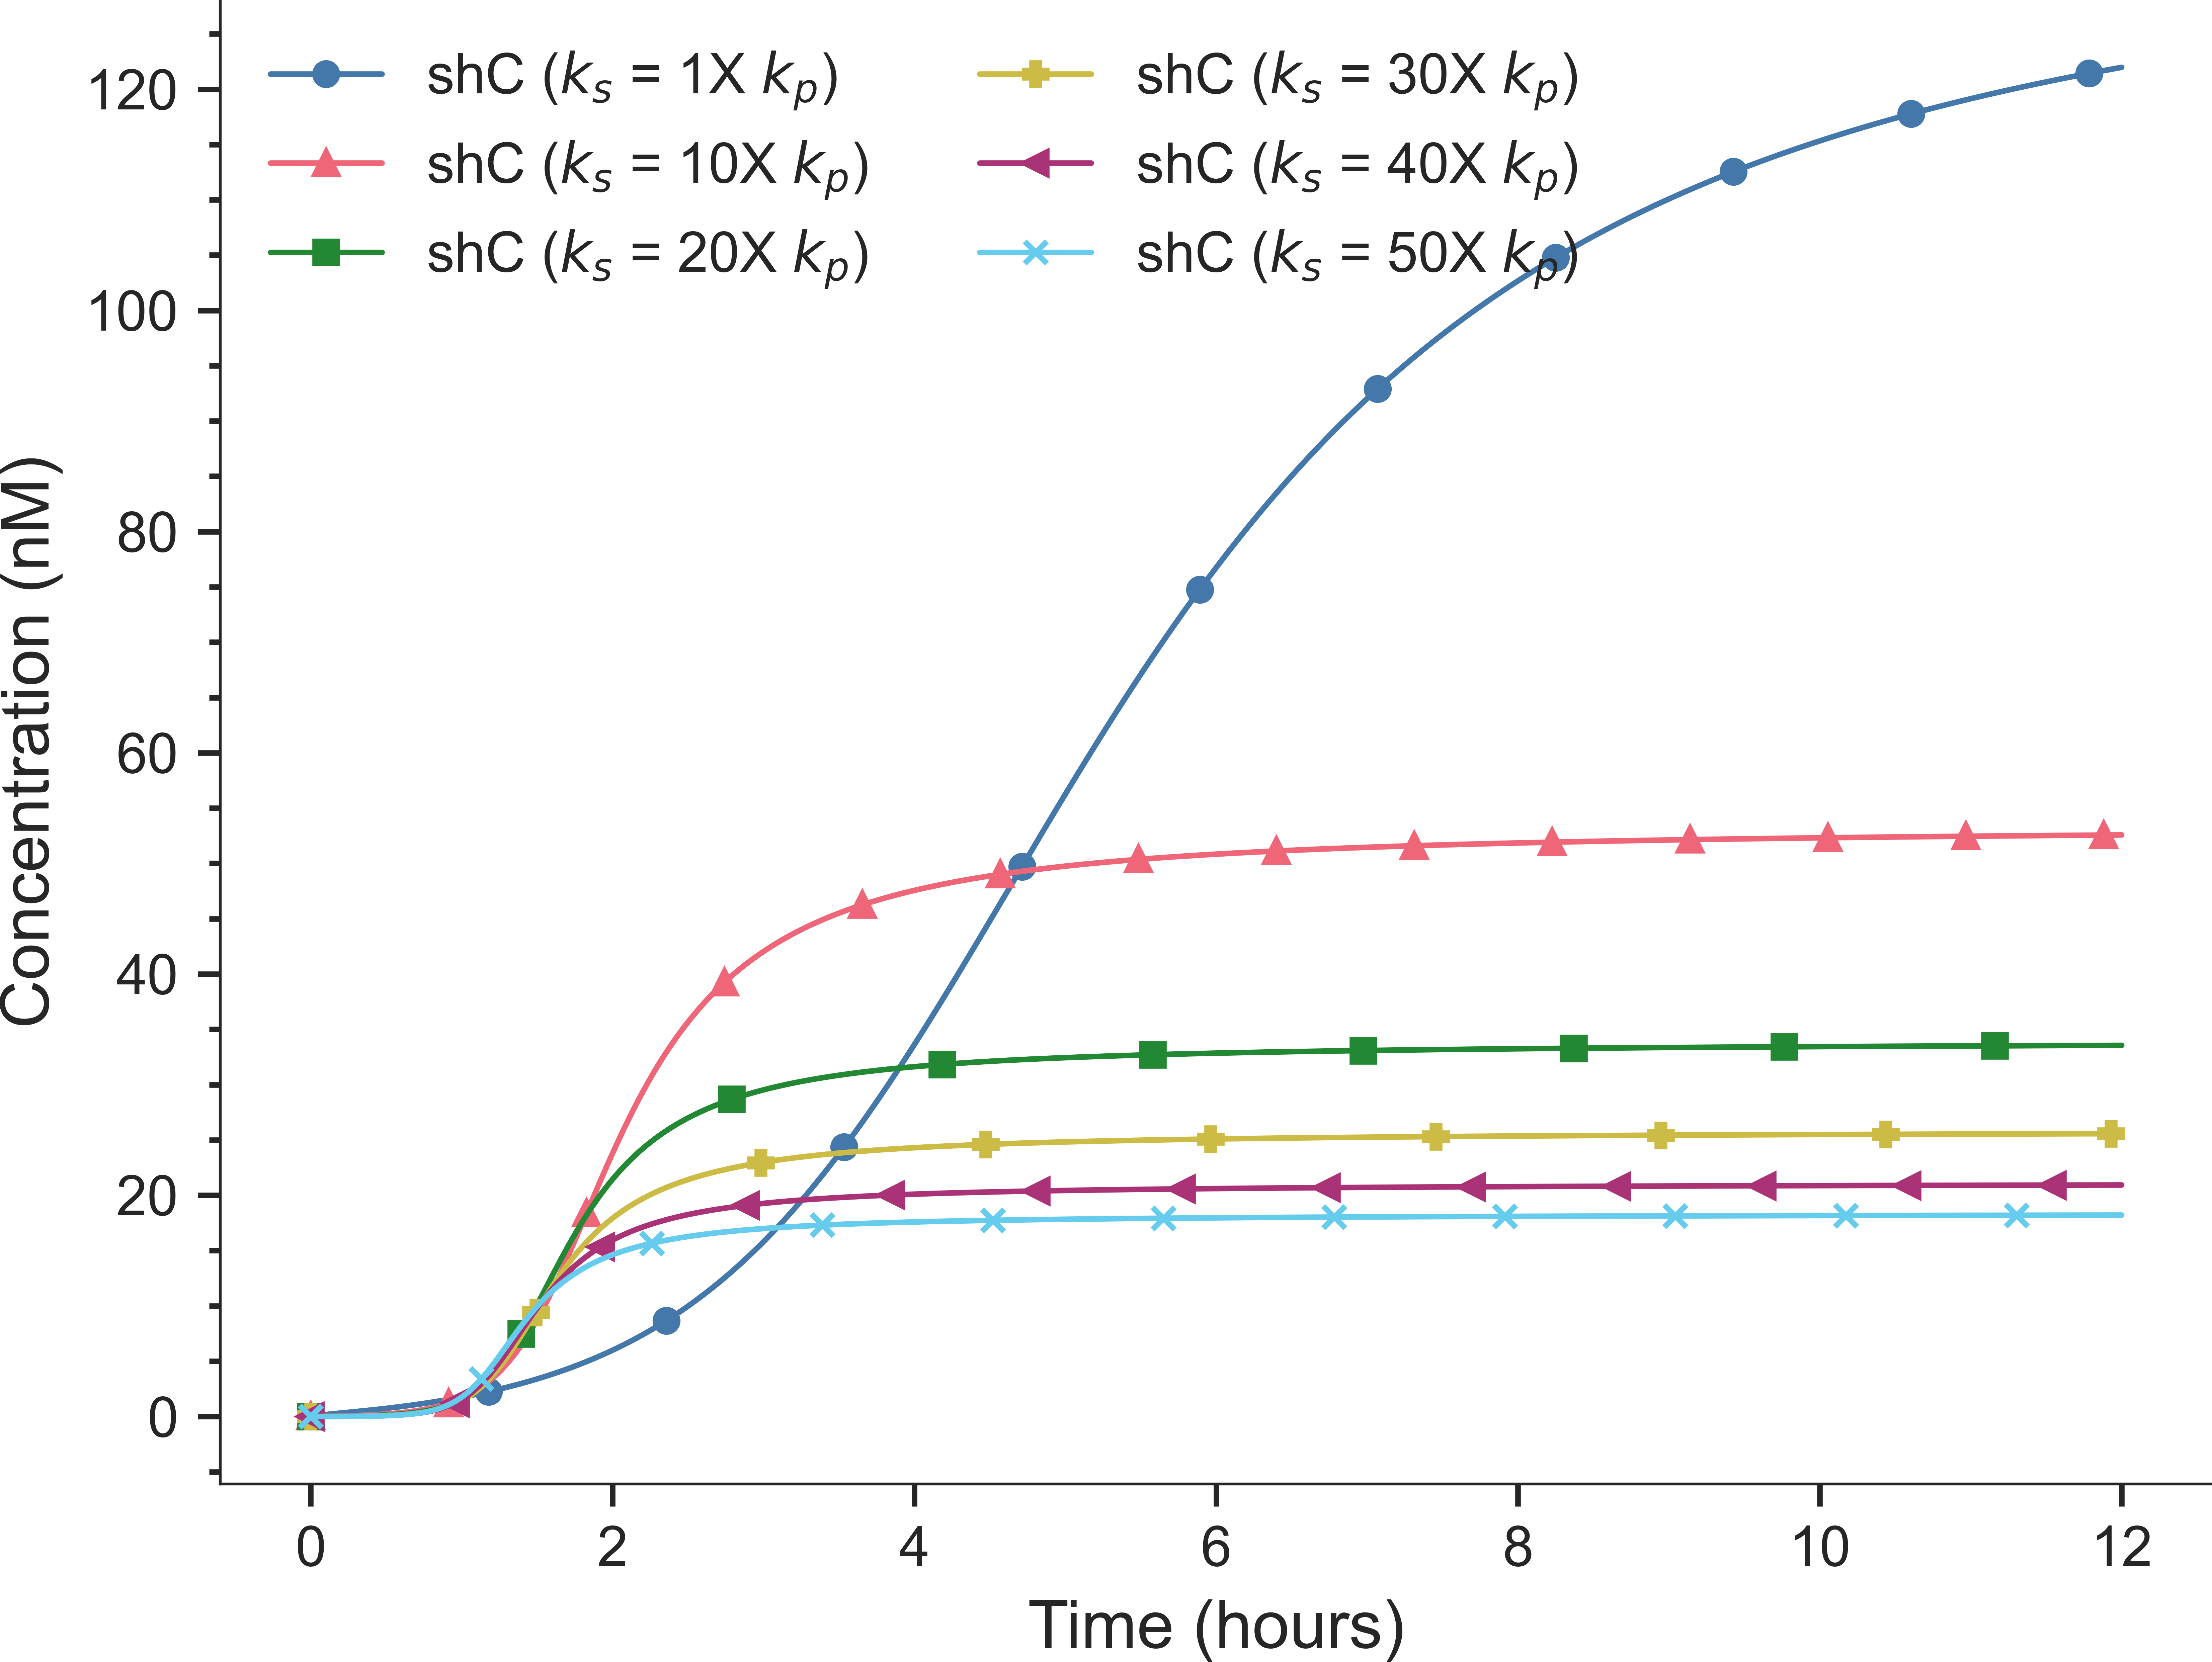 shC (ks = 1X kp)
shC (ks = 10X kp)
shC (ks = 20X kp)
shC (ks = 30X kp)
shC (ks = 40X kp)
shC (ks = 50X kp)
Concentration (nM)
120
100
80
60
40
20
0
0 2 4 6 8 10 12
Time (hours)